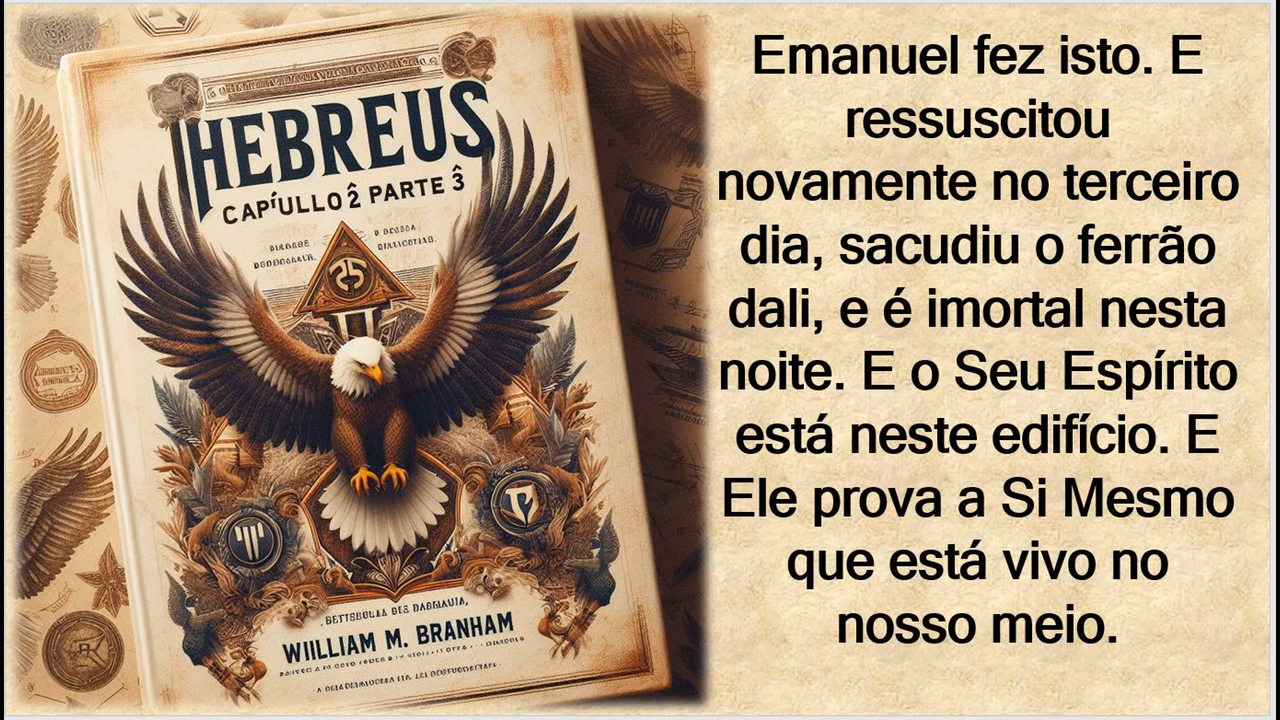 HEBREUS
CAPÍULLO 2̂ PARTE 3̂
WIILLIAM M. BRANHAM
Emanuel fez isto. E
ressuscitou
novamente no terceiro
dia, sacudiu o ferrão
dali, e é imortal nesta
noite. E o Seu Espírito
está neste edifício. E
Ele prova a Si Mesmo
que está vivo no
nosso meio.